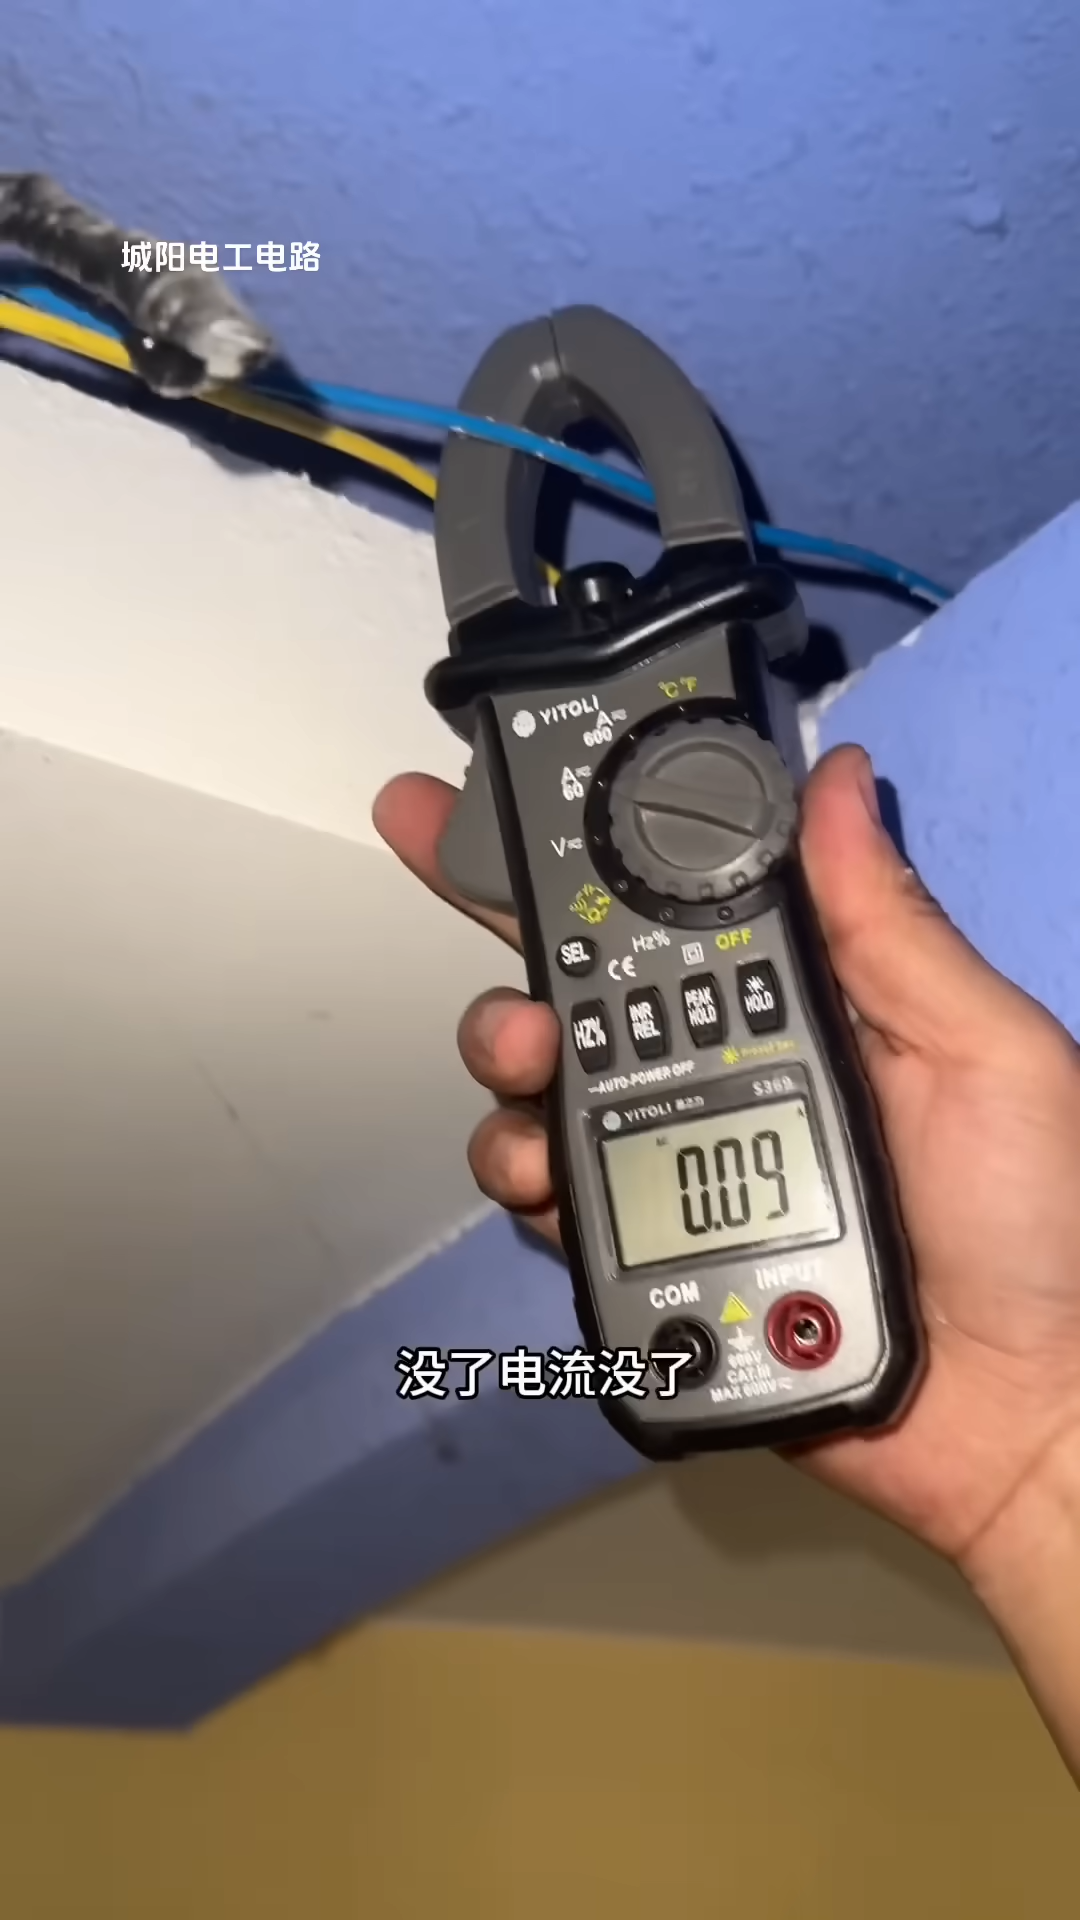 城阳电工电路
℃℉
YITOLI
A
600
A
60
V
SEL
Hz%
OFF
CE
HZ%
INR
REL
PEAK
HOLD
HOLD
AUTO-POWER OFF
YITOLI
S369
0.09
COM
INPUT
600V
CAT.III
MAX 600V
没了电流没了